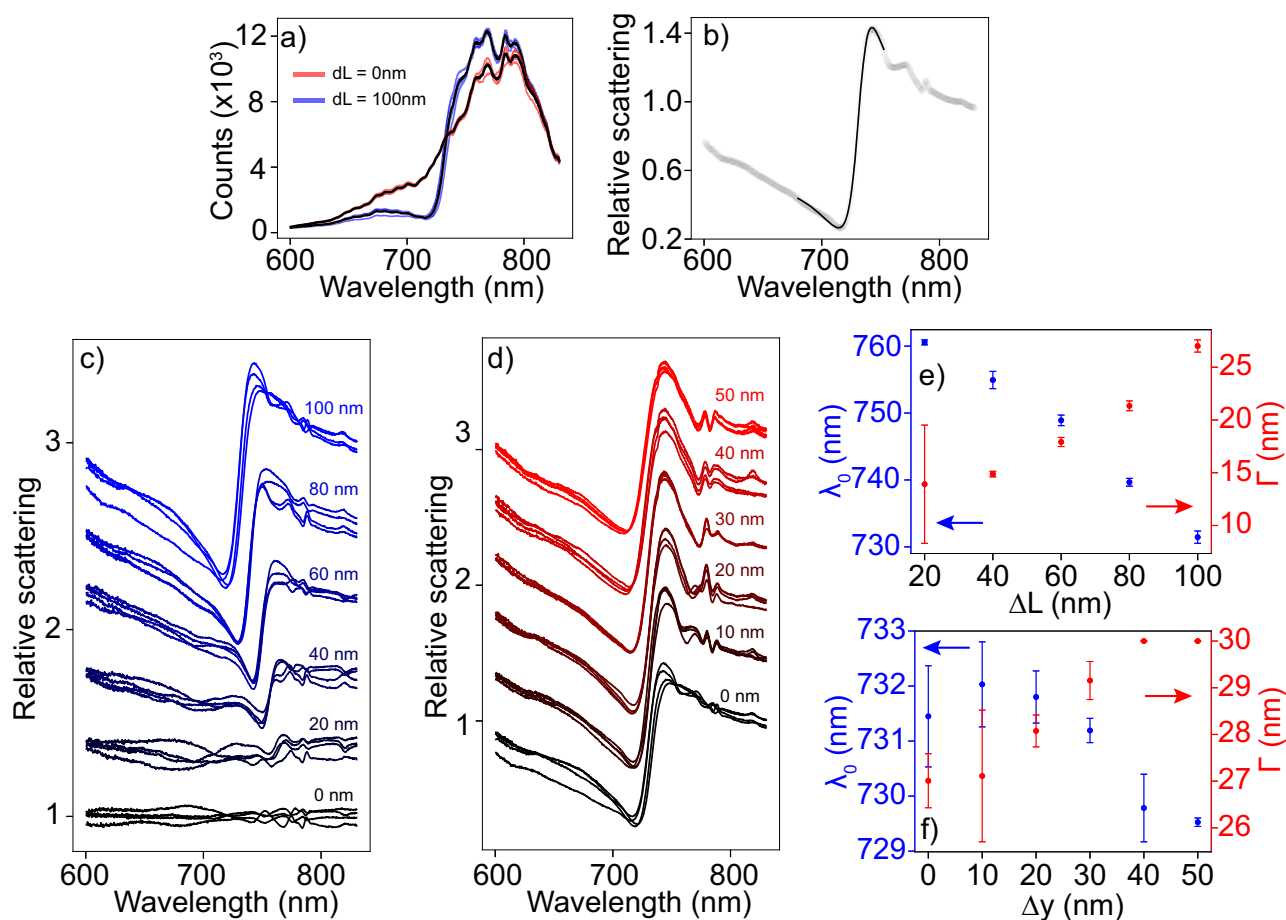 a)
Counts (x10³)
12
8
4
0
dL = 0nm
dL = 100nm
600
700
800
Wavelength (nm)
b)
Relative scattering
1.4
1.0
0.6
0.2
600
700
800
Wavelength (nm)
c)
Relative scattering
3
2
1
100 nm
80 nm
60 nm
40 nm
20 nm
0 nm
600
700
800
Wavelength (nm)
d)
Relative scattering
3
2
1
50 nm
40 nm
30 nm
20 nm
10 nm
0 nm
600
700
800
Wavelength (nm)
e)
λ₀ (nm)
760
750
740
730
Γ (nm)
25
20
15
10
20
40
60
80
100
ΔL (nm)
f)
λ₀ (nm)
733
732
731
730
729
Γ (nm)
30
29
28
27
26
0
10
20
30
40
50
Δy (nm)